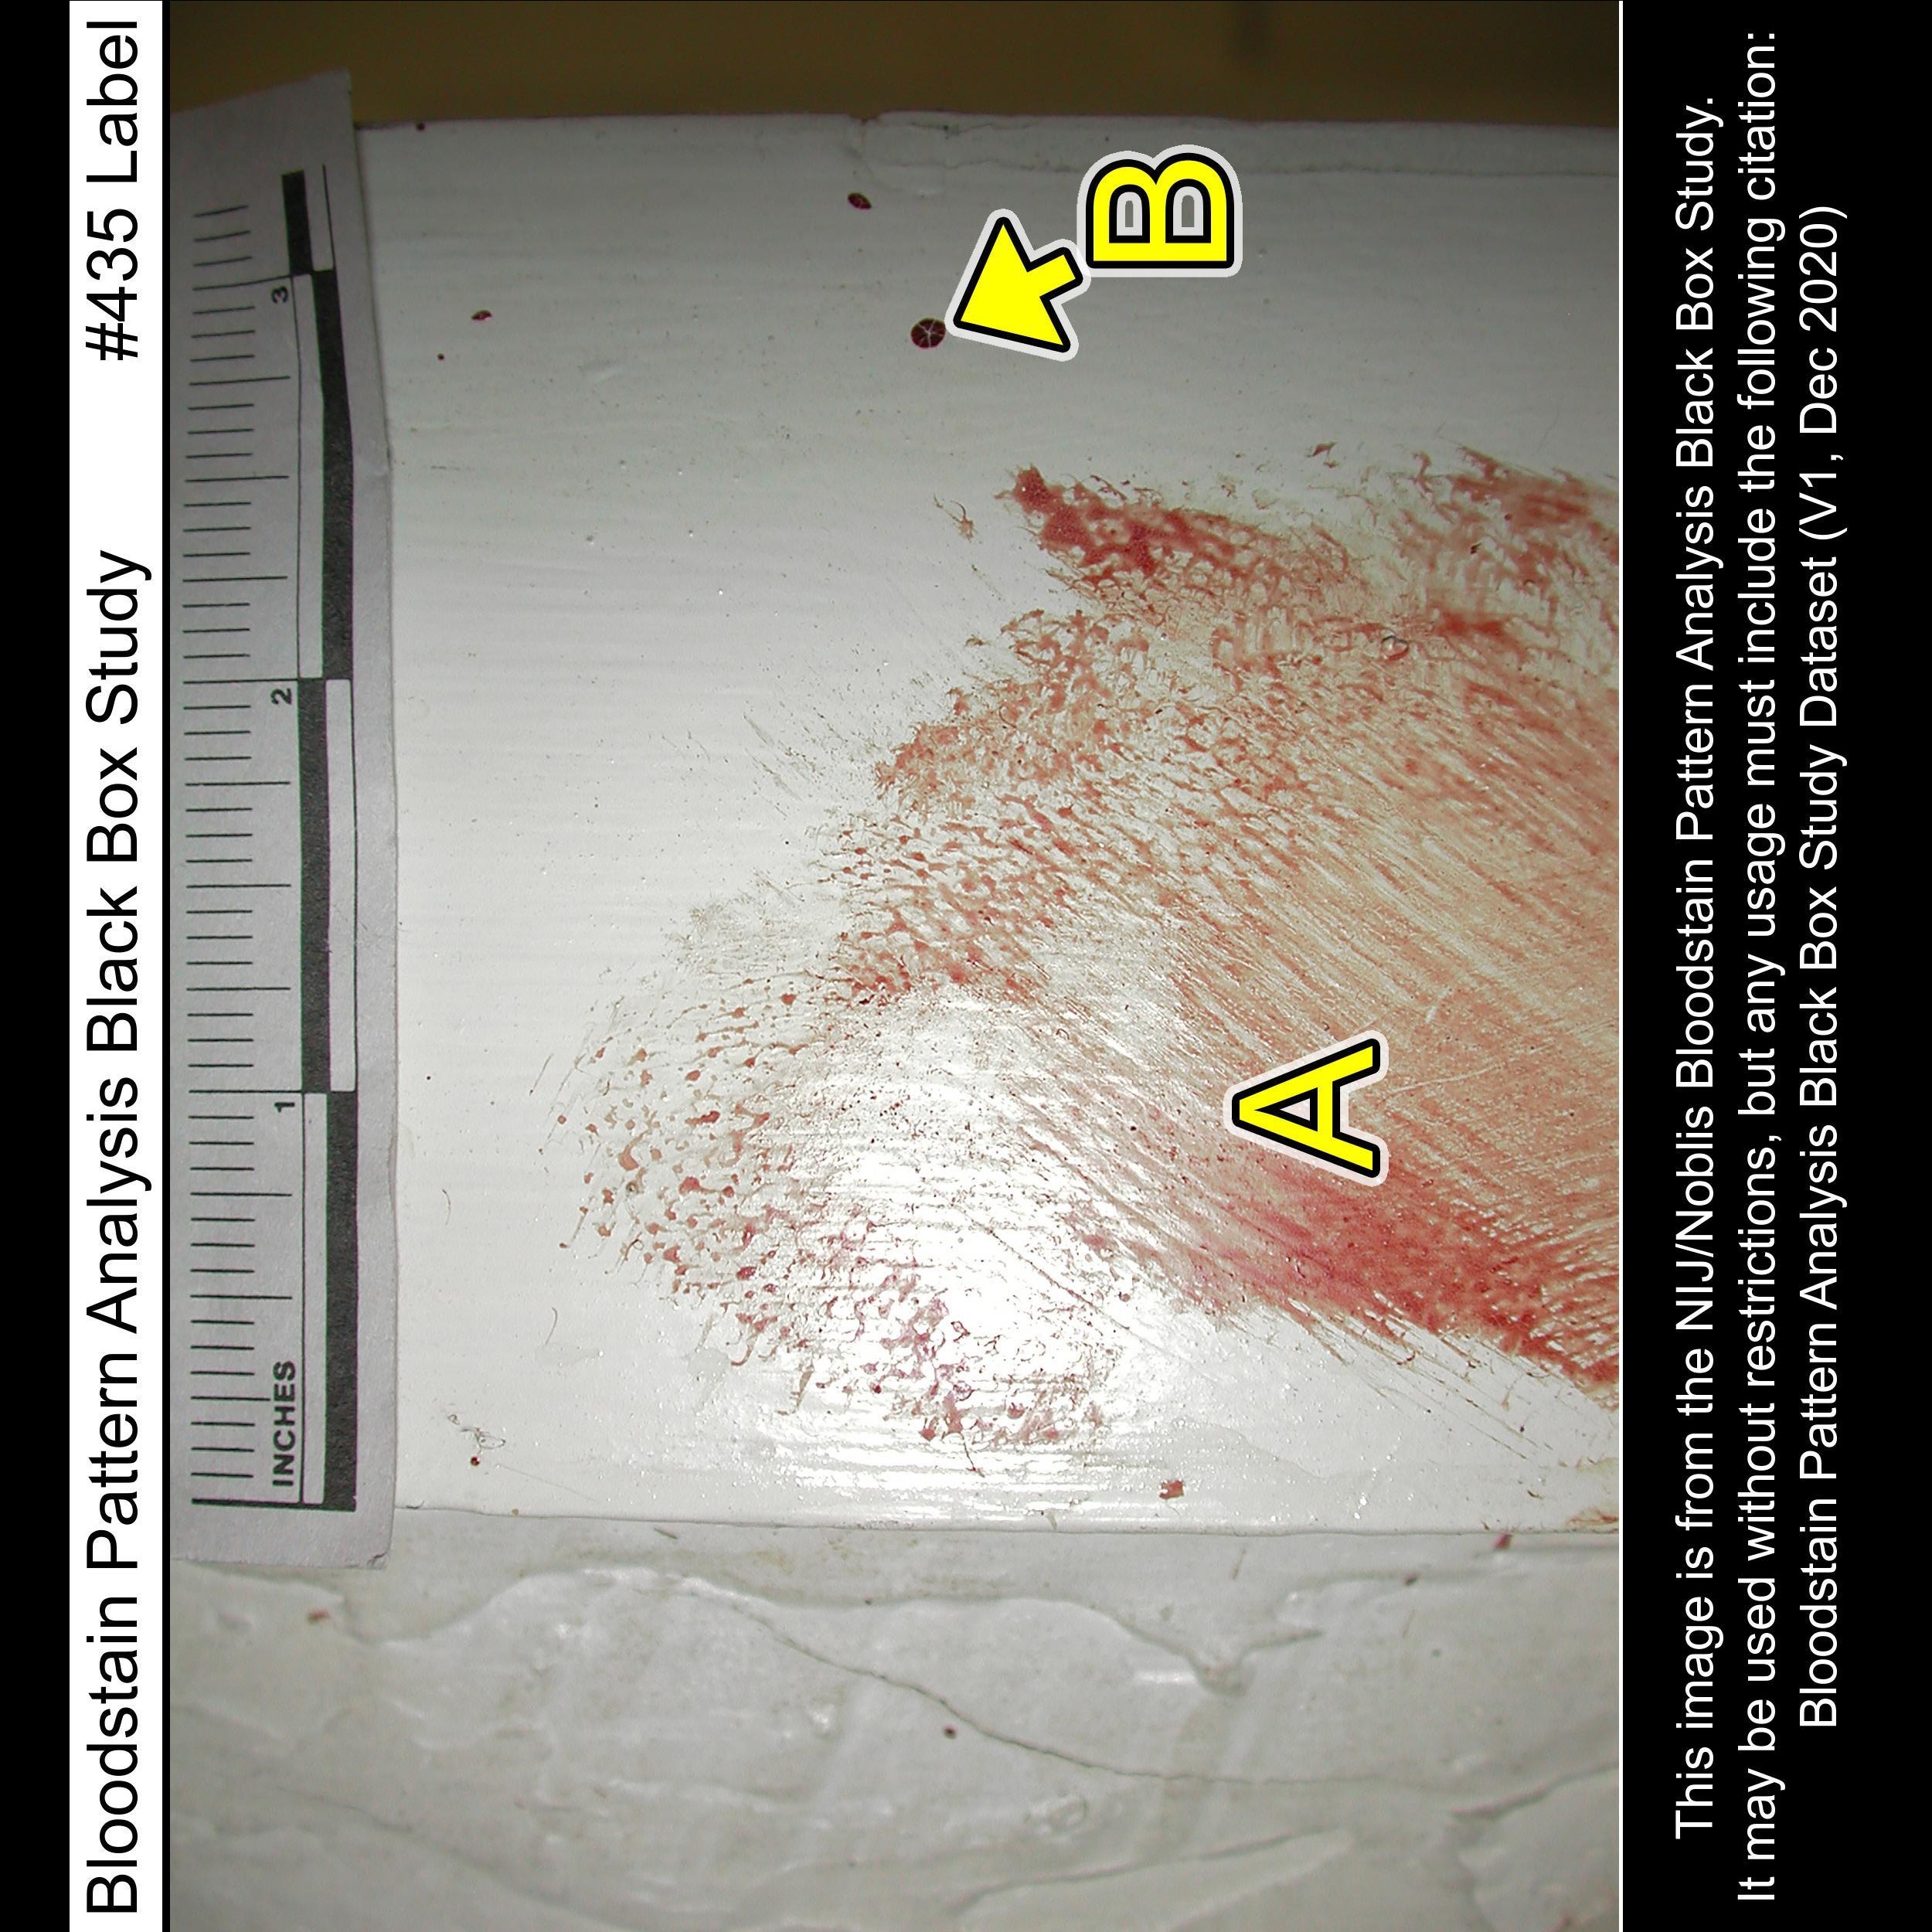 Bloodstain Pattern Analysis Black Box Study #435 Label
INCHES 1 2 3
B
A
This image is from the NIJ/Noblis Bloodstain Pattern Analysis Black Box Study.
It may be used without restrictions, but any usage must include the following citation:
Bloodstain Pattern Analysis Black Box Study Dataset (V1, Dec 2020)